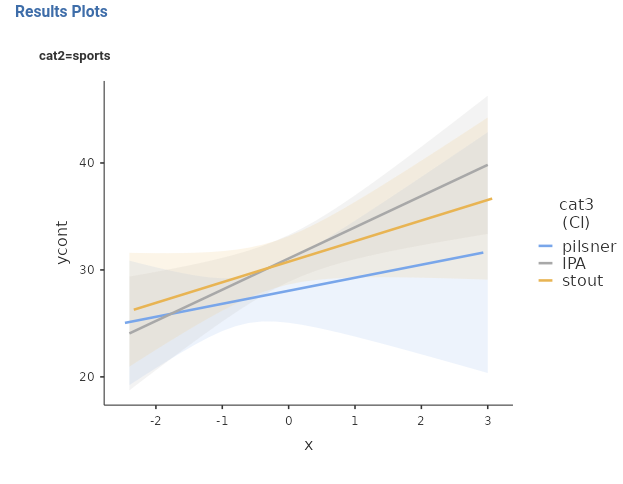 Results Plots
cat2=sports
ycont
40
30
20
-2 -1 0 1 2 3
x
cat3
(CI)
pilsner
IPA
stout